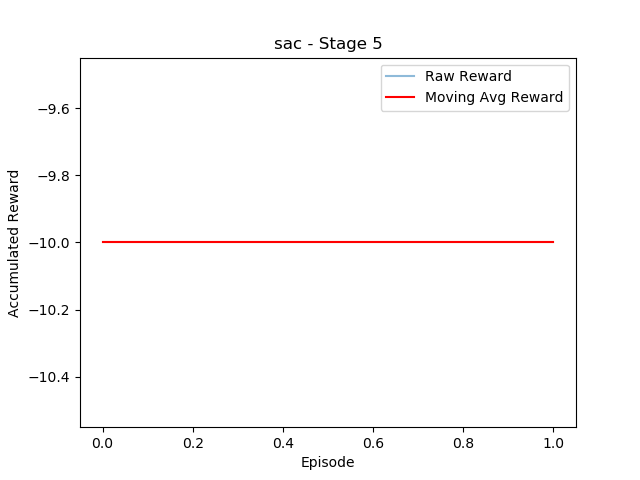 sac - Stage 5
Raw Reward
Moving Avg Reward
Accumulated Reward
−9.6
−9.8
−10.0
−10.2
−10.4
0.0 0.2 0.4 0.6 0.8 1.0
Episode